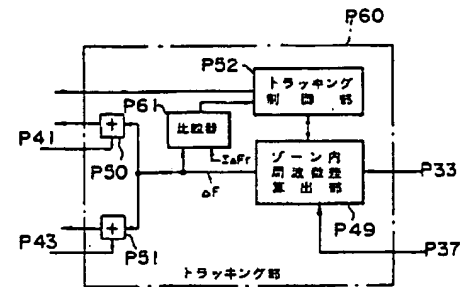 P60
P52
トラッキング
制御部
P61
比較器
+
P41
P50
I±ΔFrI
ゾーン内
周波数差
算出部
P33
ΔF
P49
+
P43
P51
P37
トラッキング部